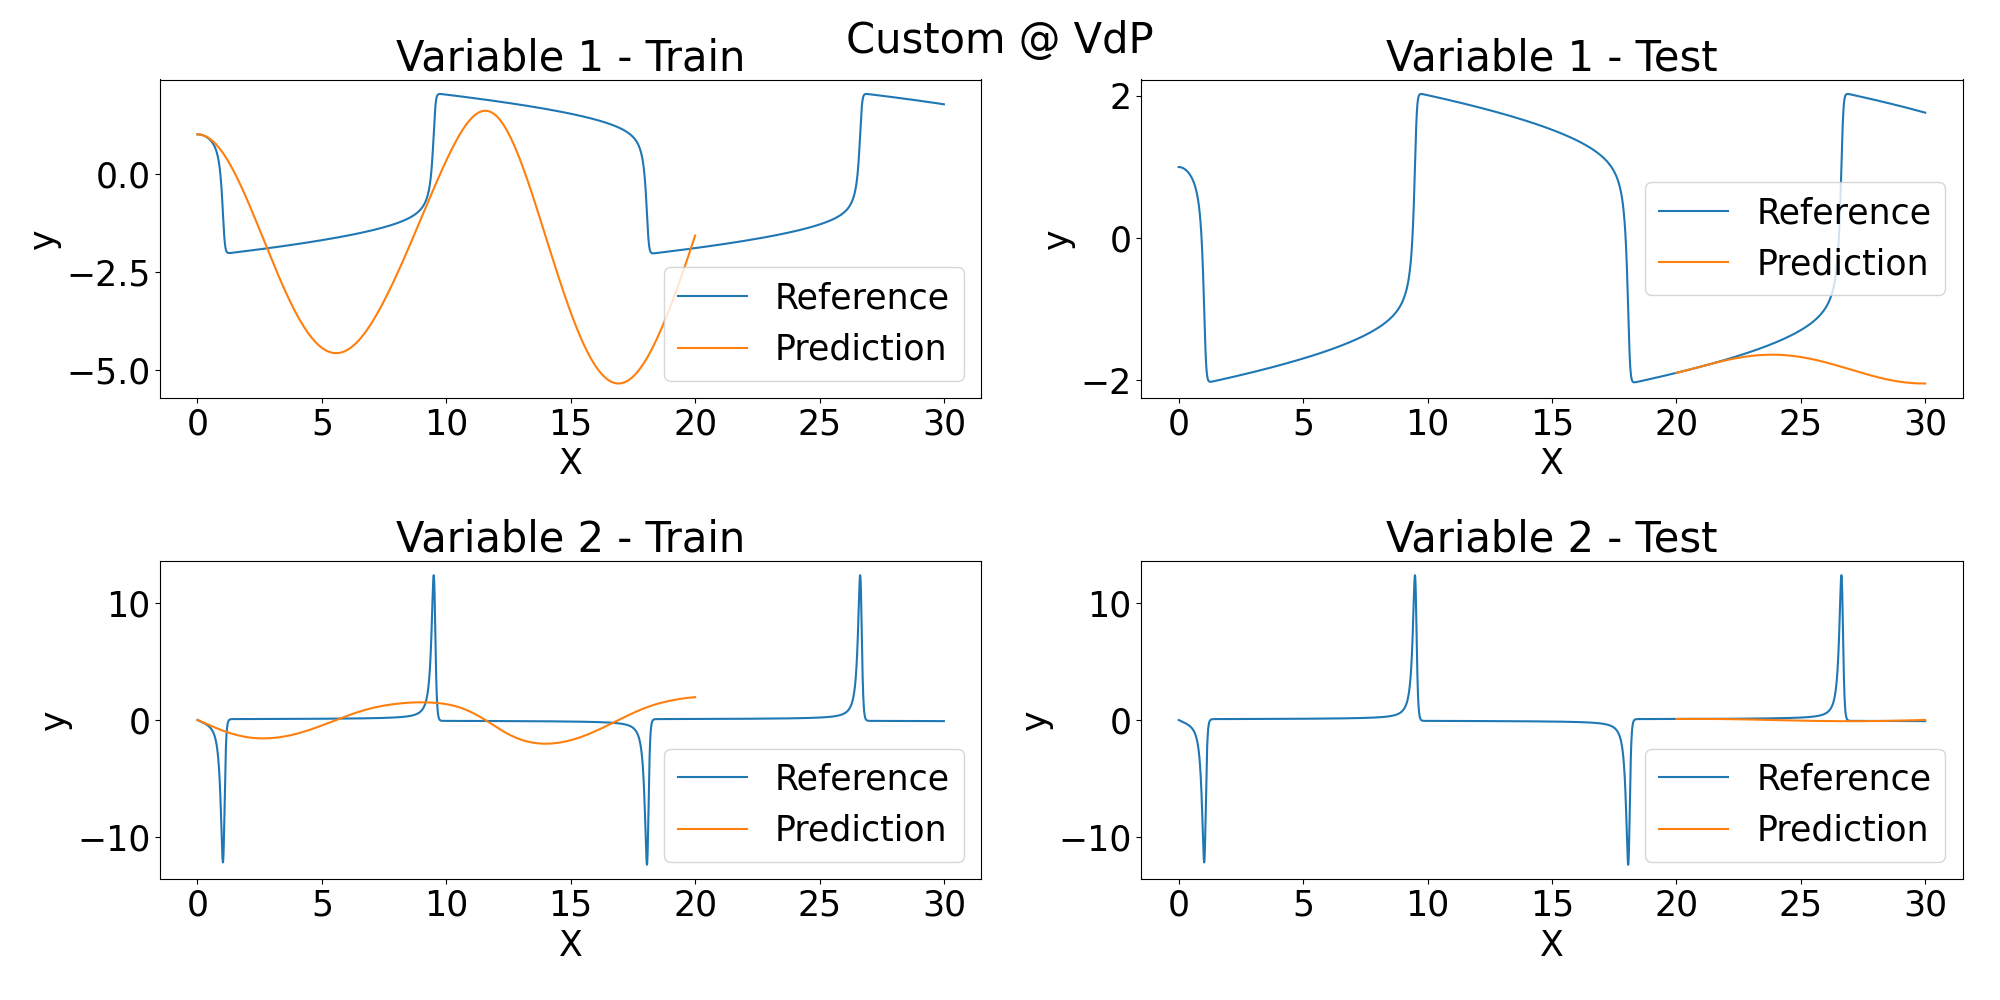 Custom @ VdP
Variable 1 - Train
0.0
−2.5
−5.0
y
0 5 10 15 20 25 30
X
Reference
Prediction
Variable 1 - Test
2
0
−2
y
0 5 10 15 20 25 30
X
Reference
Prediction
Variable 2 - Train
10
0
−10
y
0 5 10 15 20 25 30
X
Reference
Prediction
Variable 2 - Test
10
0
−10
y
0 5 10 15 20 25 30
X
Reference
Prediction